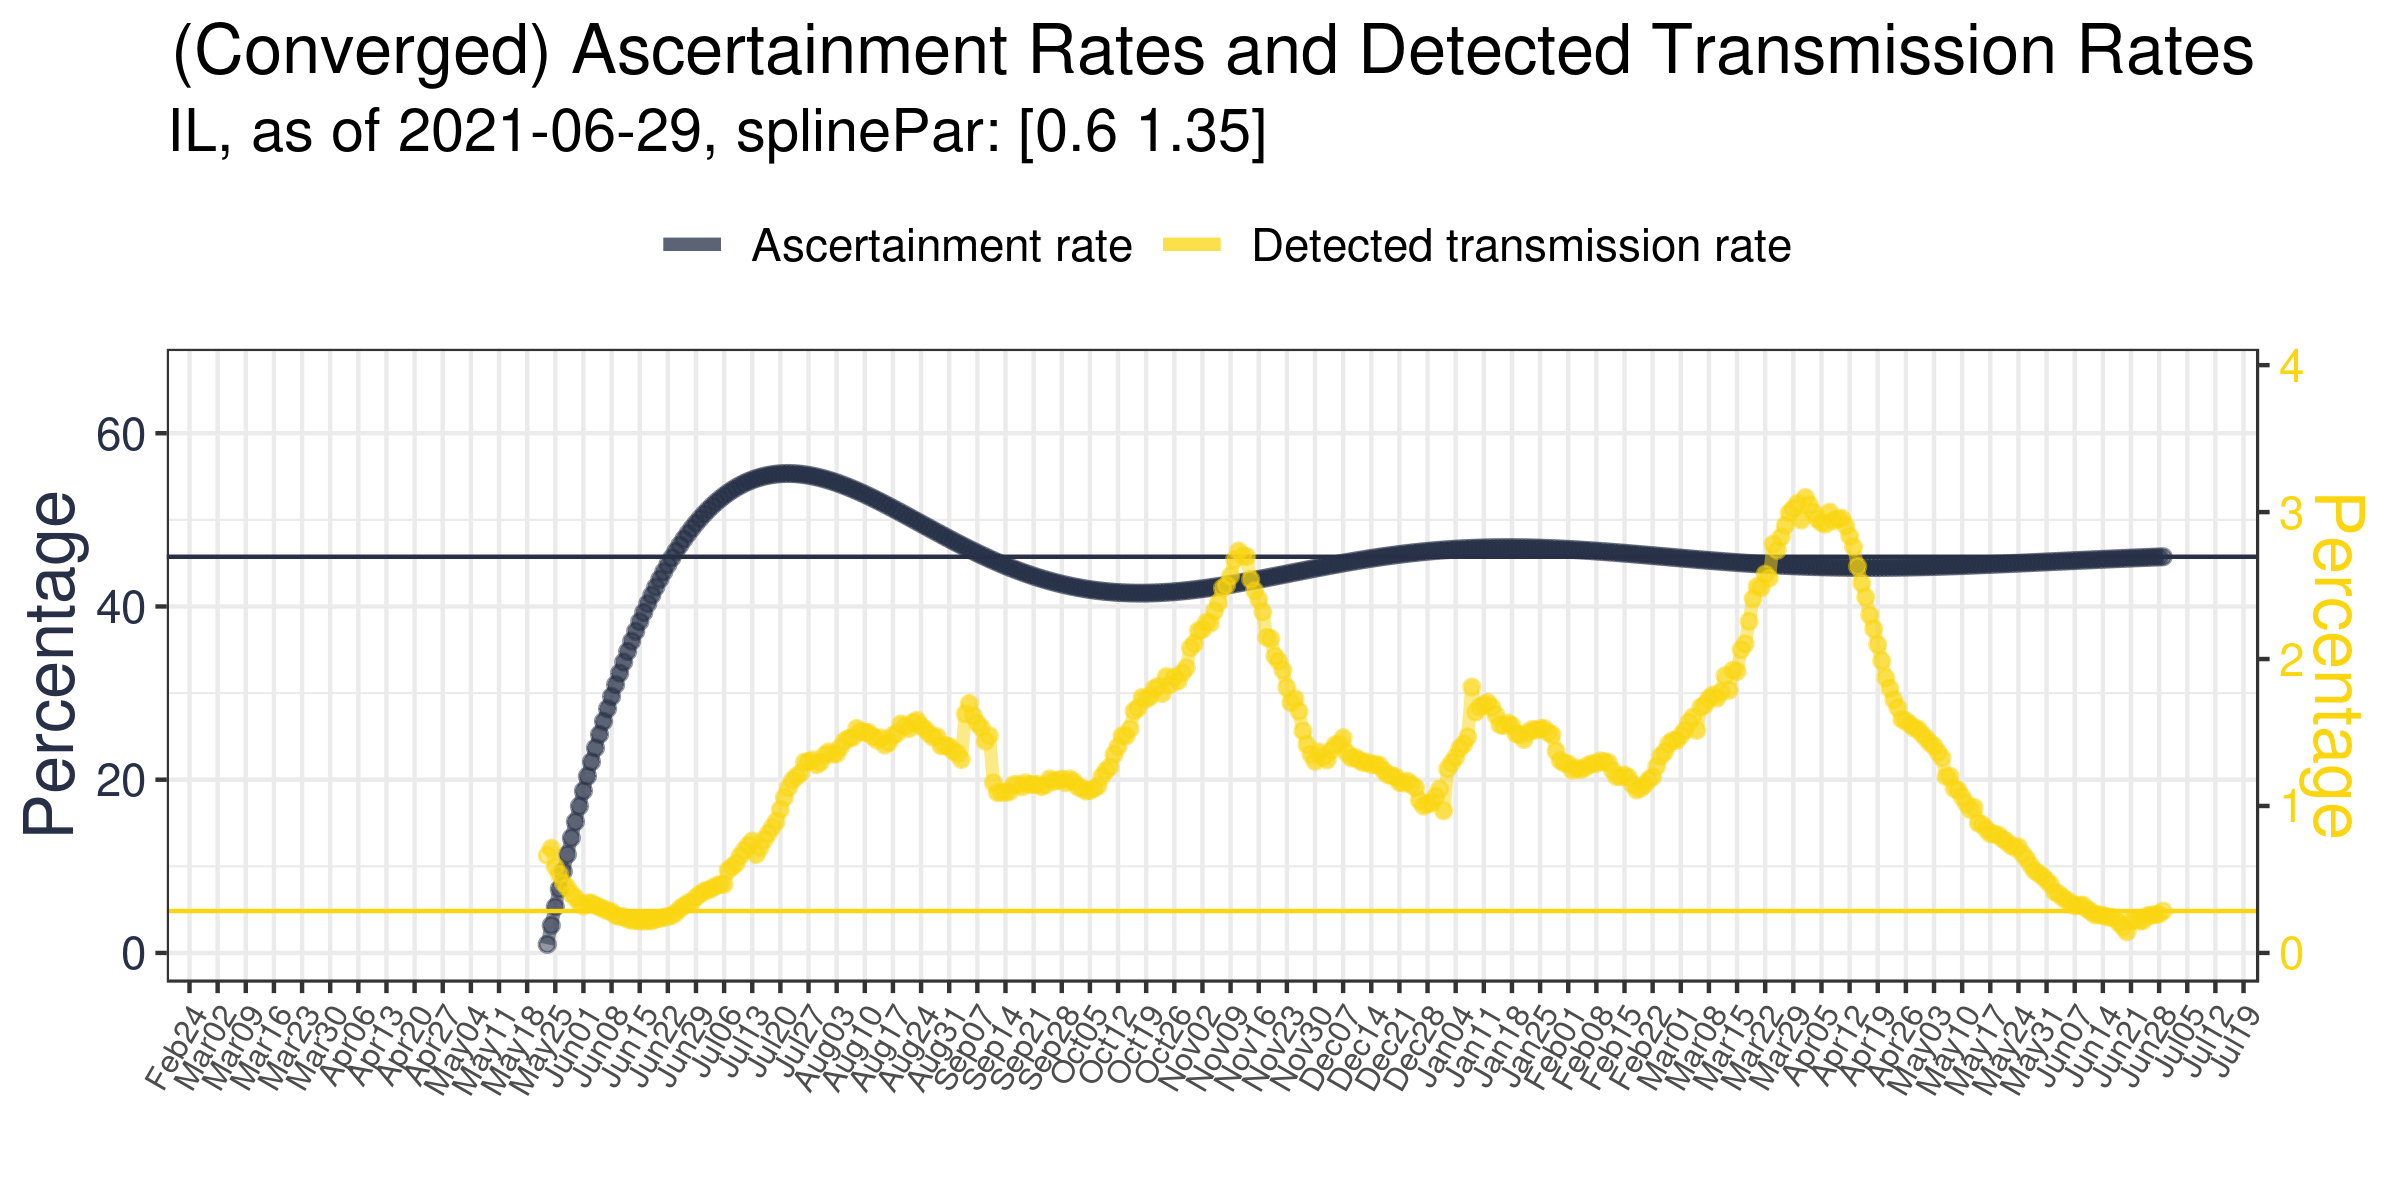 (Converged) Ascertainment Rates and Detected Transmission Rates
IL, as of 2021-06-29, splinePar: [0.6 1.35]
Ascertainment rate
Detected transmission rate
Percentage
60
40
20
0
4
3
2
1
0
Percentage
Feb24
Mar02
Mar09
Mar16
Mar23
Mar30
Apr06
Apr13
Apr20
Apr27
May04
May11
May18
May25
Jun01
Jun08
Jun15
Jun22
Jun29
Jul06
Jul13
Jul20
Jul27
Aug03
Aug10
Aug17
Aug24
Aug31
Sep07
Sep14
Sep21
Sep28
Oct05
Oct12
Oct19
Oct26
Nov02
Nov09
Nov16
Nov23
Nov30
Dec07
Dec14
Dec21
Dec28
Jan04
Jan11
Jan18
Jan25
Feb01
Feb08
Feb15
Feb22
Mar01
Mar08
Mar15
Mar22
Mar29
Apr05
Apr12
Apr19
Apr26
May03
May10
May17
May24
May31
Jun07
Jun14
Jun21
Jun28
Jul05
Jul12
Jul19